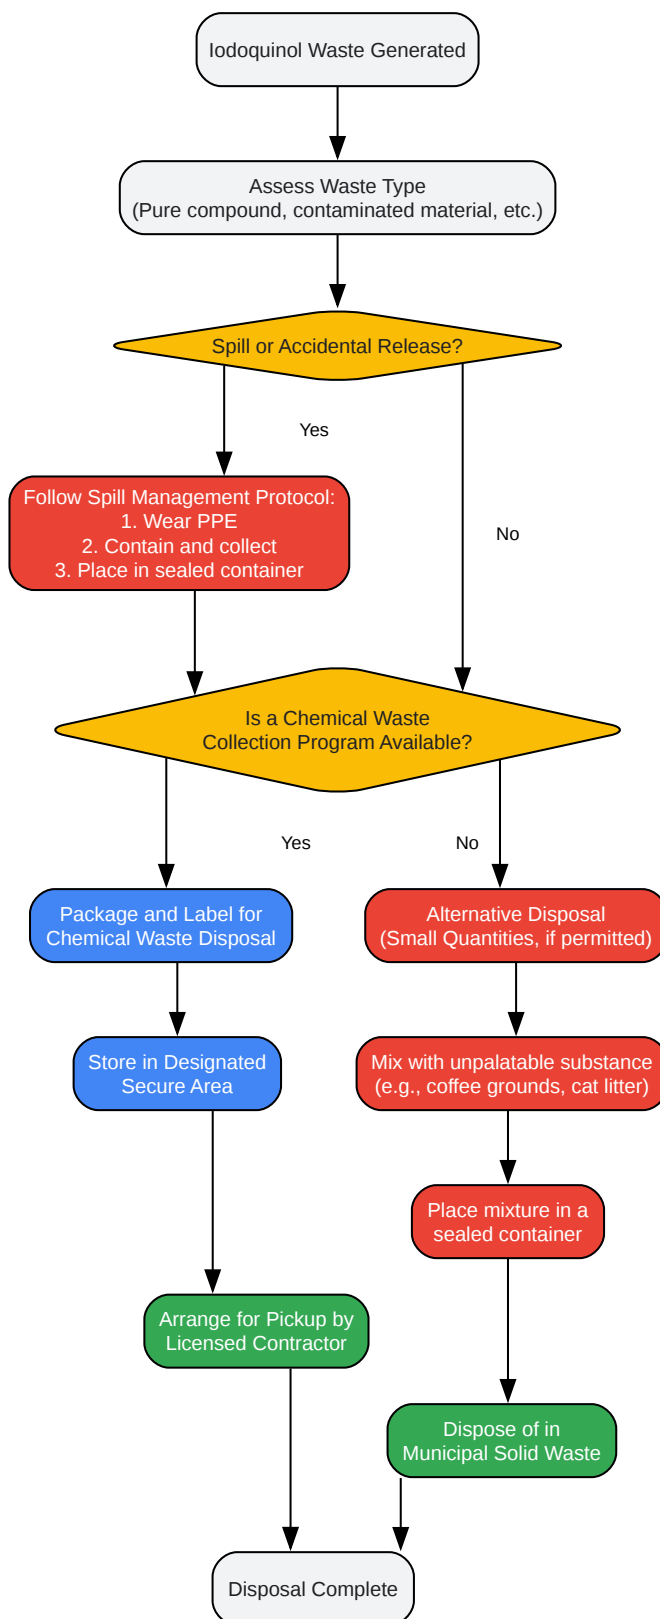 Iodoquinol Waste Generated
Assess Waste Type
(Pure compound, contaminated material, etc.)
Spill or Accidental Release?
Yes
Follow Spill Management Protocol:
1. Wear PPE
2. Contain and collect
3. Place in sealed container
No
Is a Chemical Waste
Collection Program Available?
Yes
No
Package and Label for
Chemical Waste Disposal
Alternative Disposal
(Small Quantities, if permitted)
Store in Designated
Secure Area
Mix with unpalatable substance
(e.g., coffee grounds, cat litter)
Place mixture in a
sealed container
Arrange for Pickup by
Licensed Contractor
Dispose of in
Municipal Solid Waste
Disposal Complete